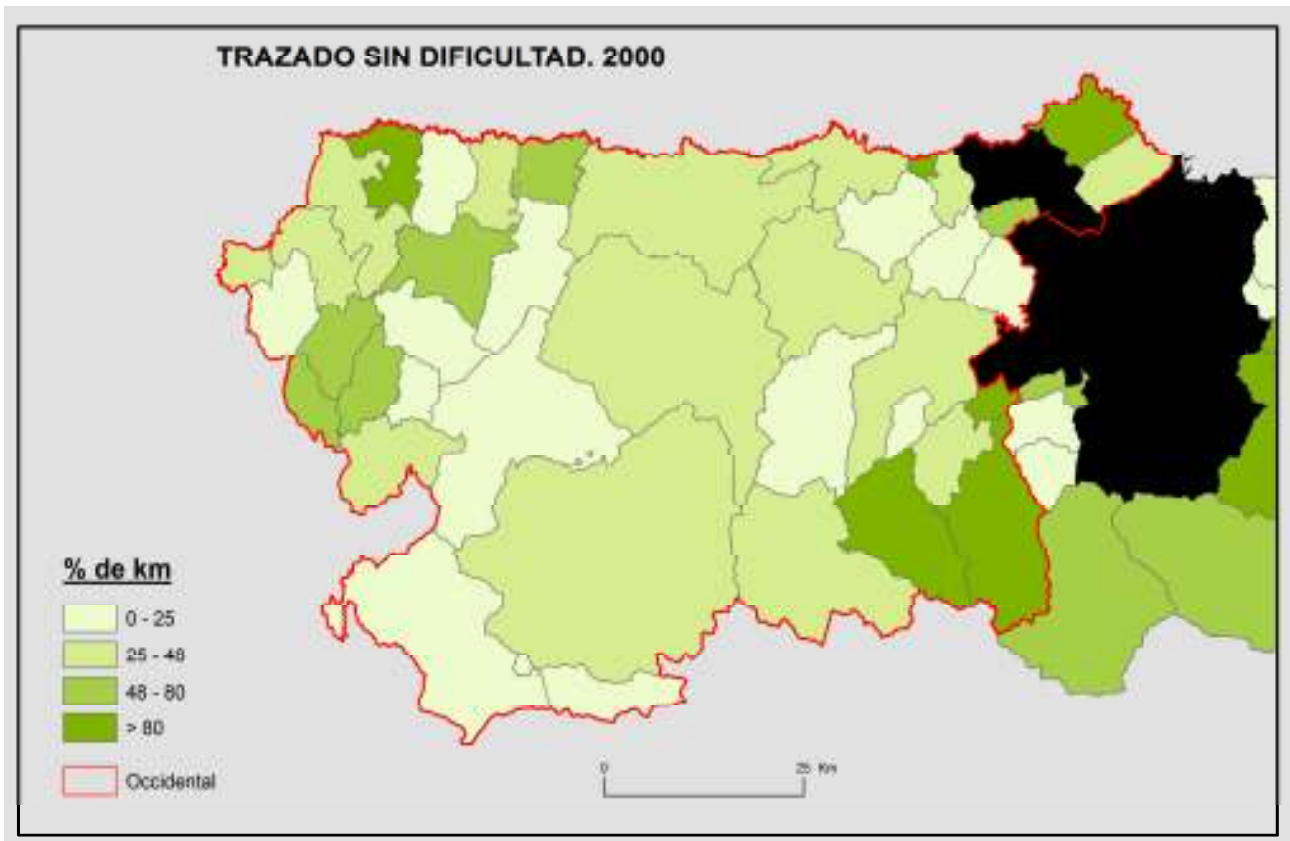 TRAZADO SIN DIFICULTAD. 2000
% de km
0 - 25
25 - 48
48 - 80
> 80
Occidental
0 25 Km